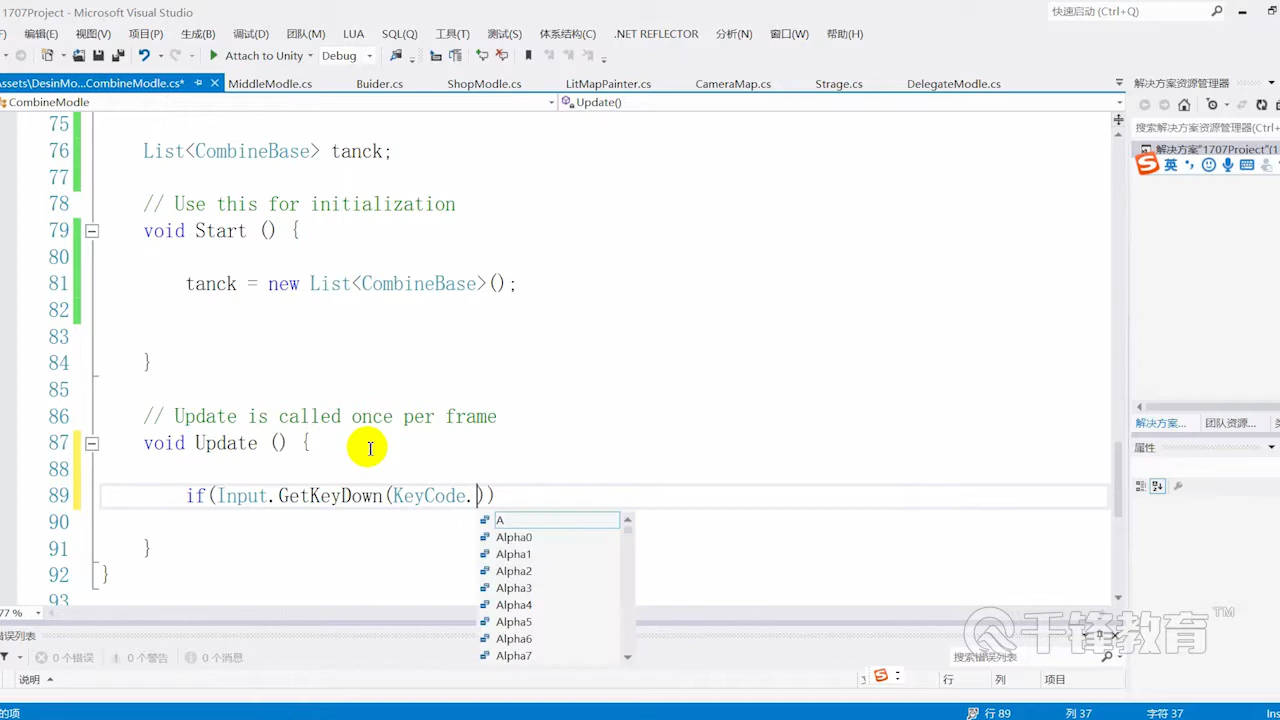 1707Project - Microsoft Visual Studio
快速启动 (Ctrl+Q)
编辑(E) 视图(V) 项目(P) 生成(B) 调试(D) 团队(M) LUA SQL(Q) 工具(T) 测试(S) 体系结构(C) .NET REFLECTOR 分析(N) 窗口(W) 帮助(H)
Attach to Unity Debug
Assets\DesinMo...CombineModle.cs* MiddleModle.cs Buider.cs ShopModle.cs LitMapPainter.cs CameraMap.cs Strage.cs DelegateModle.cs
解决方案资源管理器
CombineModle Update()
搜索解决方案资源管理器(Ctrl+
解决方案"1707Project"(1
英
75
76 List<CombineBase> tanck;
77
78 // Use this for initialization
79 void Start () {
80
81 tanck = new List<CombineBase>();
82
83
84 }
85
86 // Update is called once per frame
87 void Update () {
88
89 if(Input.GetKeyDown(KeyCode.))
90
91 }
92 }
93
A
Alpha0
Alpha1
Alpha2
Alpha3
Alpha4
Alpha5
Alpha6
Alpha7
解决方案... 团队资源...
属性
77 %
千锋教育 TM
错误列表
0 个错误 0 个警告 0 个消息
搜索错误列表
说明 行 列 项目
的项 行 89 列 37 字符 37 Ins